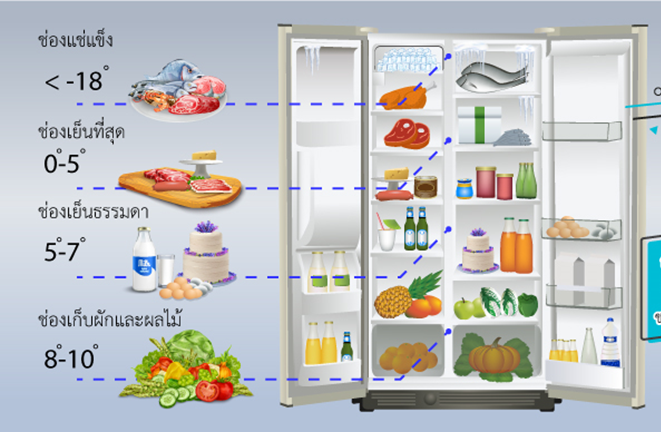 ช่องแช่แข็ง
< -18°
ช่องเย็นที่สุด
0°-5°
ช่องเย็นธรรมดา
5°-7°
ช่องเก็บผักและผลไม้
8°-10°